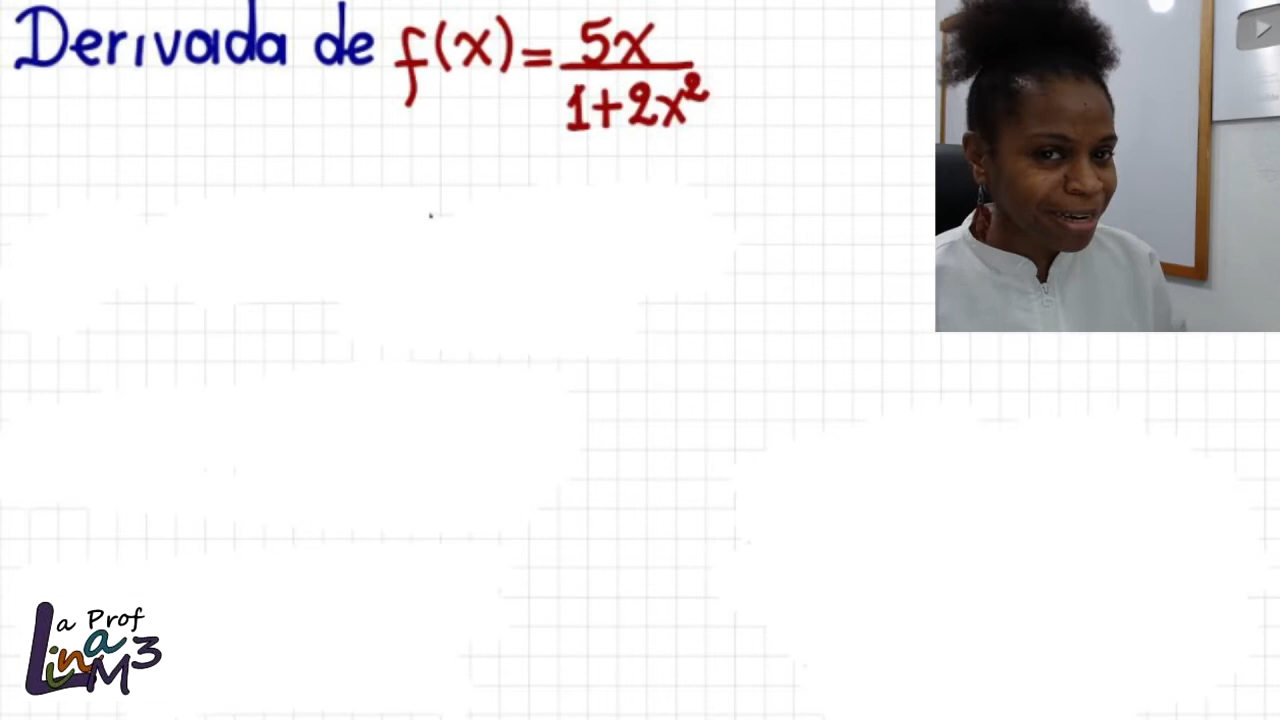 Derivada de f(x) = 5x / 1+2x²
La Prof
Lina M3